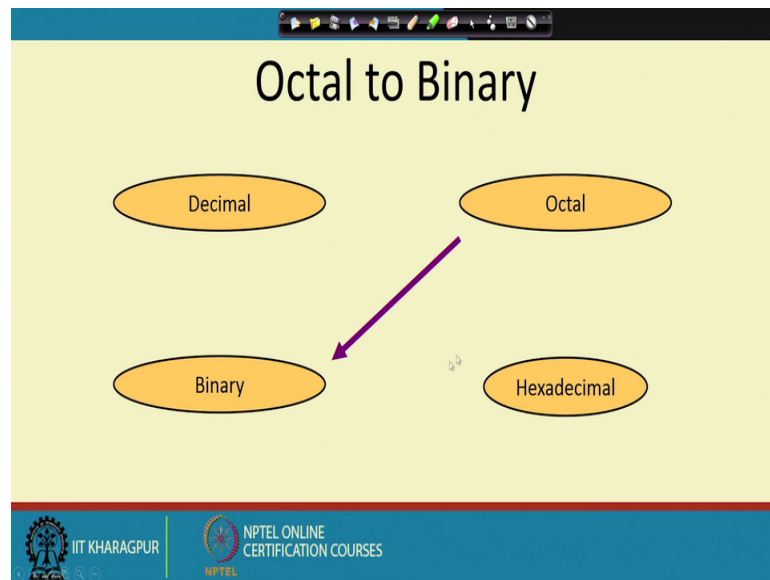 Octal to Binary
Decimal
Octal
Binary
Hexadecimal
IIT KHARAGPUR
NPTEL
NPTEL ONLINE
CERTIFICATION COURSES